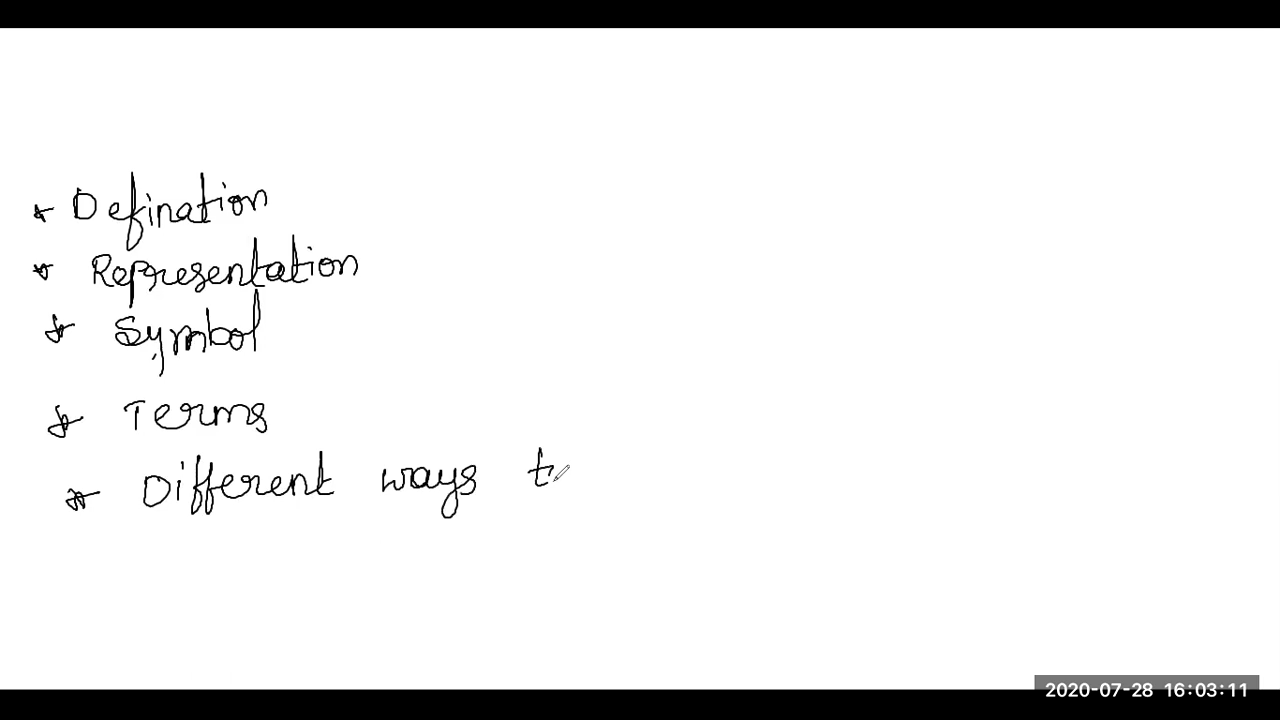 * Defination
* Representation
* Symbol
* Terms
* Different ways t
2020-07-28 16:03:11